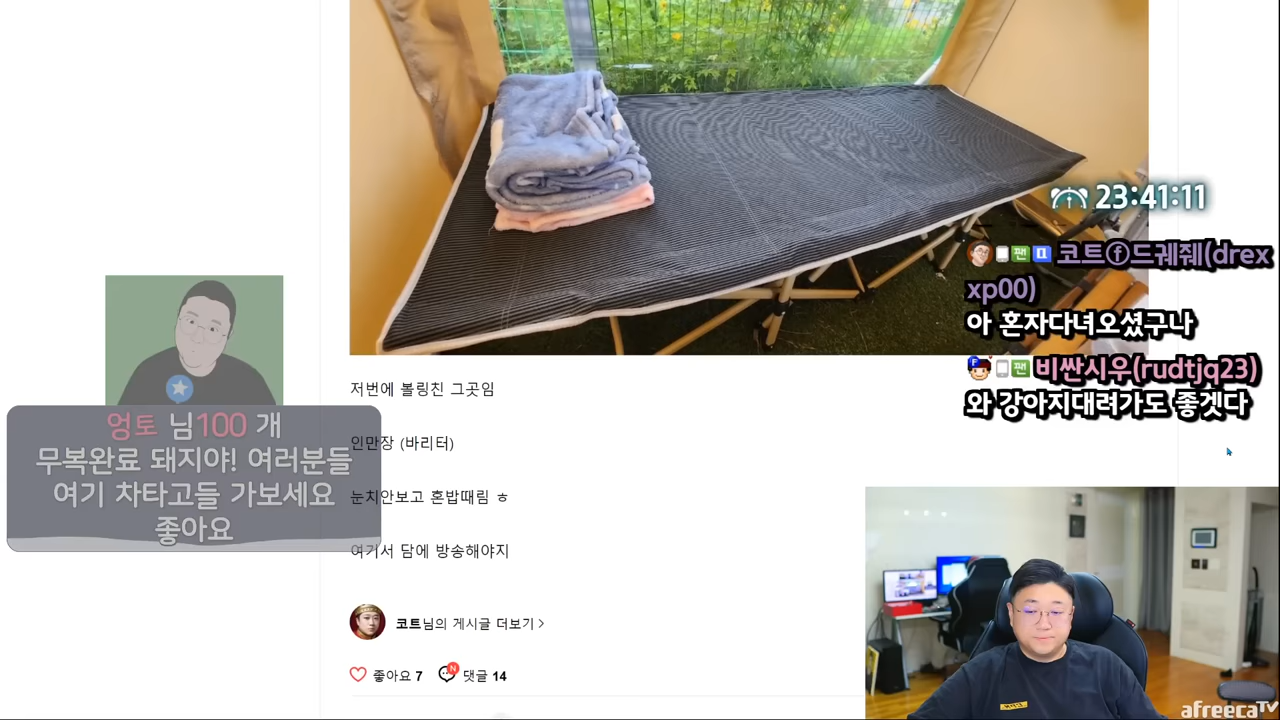 23:41:11
코트ⓕ드궤줴(drex
xp00)
아 혼자다녀오셨구나
비싼시우(rudtjq23)
와 강아지대려가도 좋겟다
엉토 님100 개
무복완료 돼지야! 여러분들
여기 차타고들 가보세요
좋아요
저번에 볼링친 그곳임
인만장 (바리터)
눈치안보고 혼밥때림 ㅎ
여기서 담에 방송해야지
코트님의 게시글 더보기 >
좋아요 7 N 댓글 14
afreecaTV